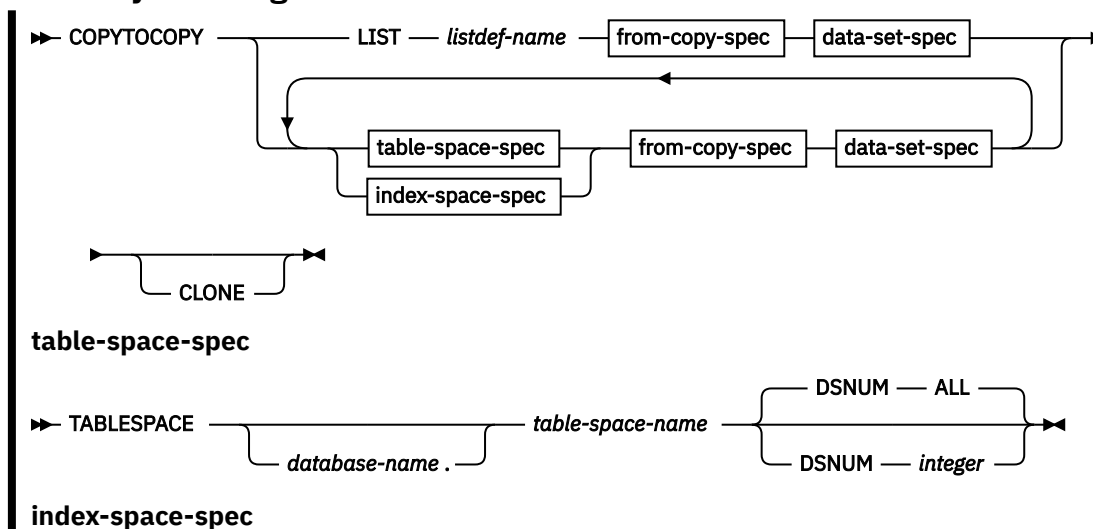 COPYTOCOPY LIST listdef-name from-copy-spec data-set-spec
table-space-spec from-copy-spec data-set-spec
index-space-spec
CLONE
table-space-spec
DSNUM ALL
TABLESPACE database-name . table-space-name
DSNUM integer
index-space-spec